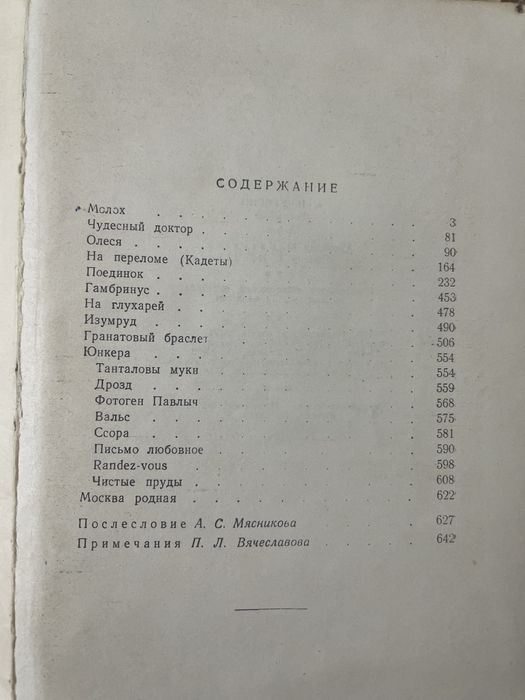 СОДЕРЖАНИЕ
Молох . . . . . . . . . 3
Чудесный доктор . . . . . . . . 81
Олеся . . . . . . . . . 90
На переломе (Кадеты) . . . . . . . 164
Поединок . . . . . . . . . 232
Гамбринус . . . . . . . . . 453
На глухарей . . . . . . . . 478
Изумруд . . . . . . . . . 490
Гранатовый браслет . . . . . . . 506
Юнкера . . . . . . . . . 554
Танталовы муки . . . . . . . 554
Дрозд . . . . . . . . . 559
Фотоген Павлыч . . . . . . . 568
Вальс . . . . . . . . . 575
Ссора . . . . . . . . . 581
Письмо любовное . . . . . . . 590
Randez-vous . . . . . . . 598
Чистые пруды . . . . . . . 608
Москва родная . . . . . . . 622
Послесловие А. С. Мясникова . . . . 627
Примечания П. Л. Вячеславова . . . . . 642